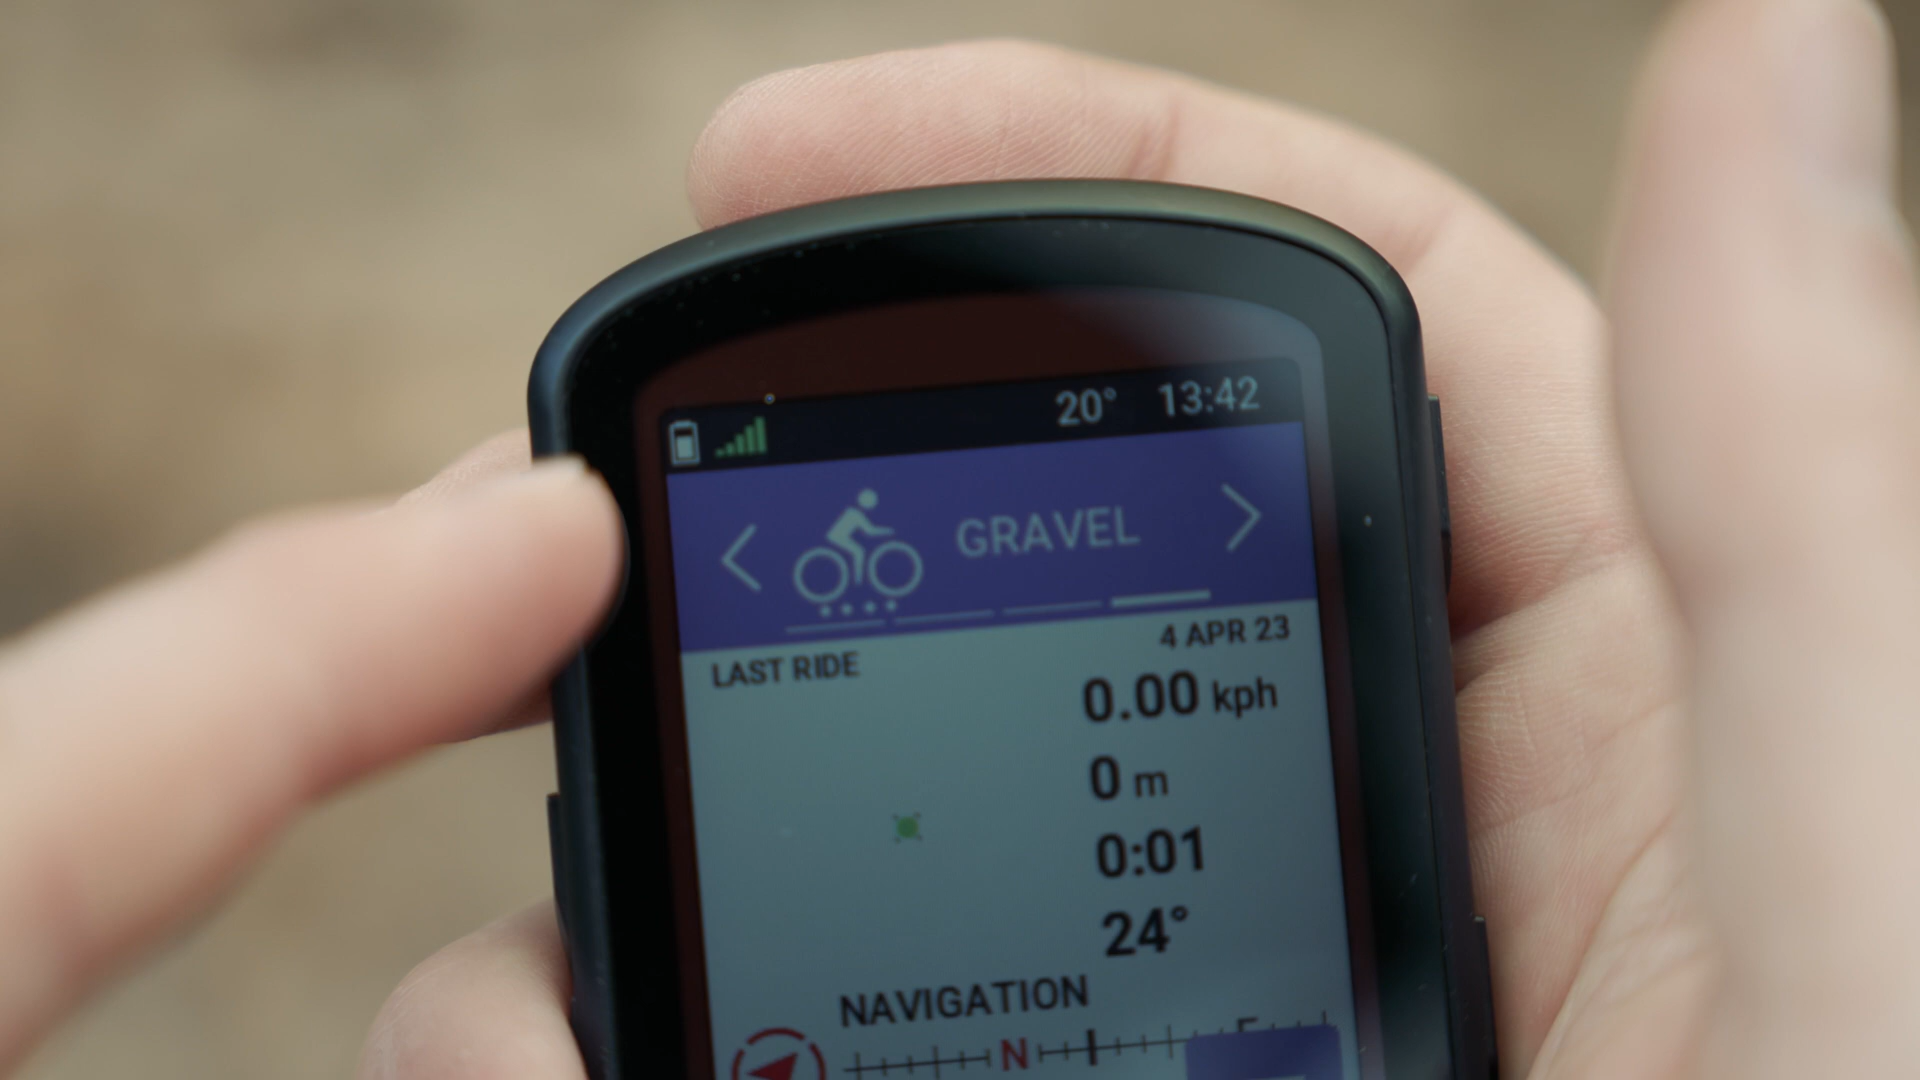 20° 13:42
GRAVEL
4 APR 23
LAST RIDE
0.00 kph
0 m
0:01
24°
NAVIGATION
N E